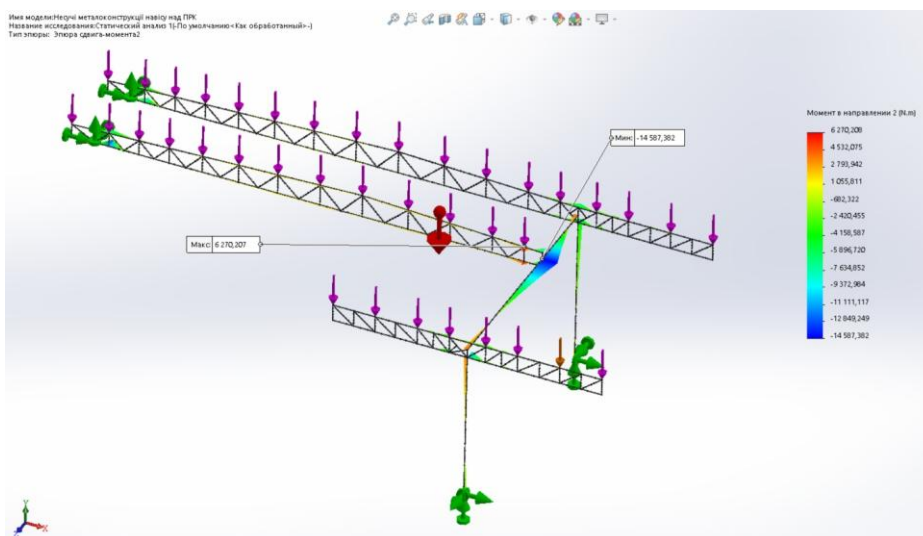 Имя модели:Несучі металоконструкції навісу над ПРК
Название исследования:Статический анализ 1(-По умолчанию<Как обработанный>-)
Тип эпюры: Эпюра сдвига-момента2
Момент в направлении 2 (N.m)
6 270,208
4 532,075
2 793,942
1 055,811
-682,322
-2 420,455
-4 158,587
-5 896,720
-7 634,852
-9 372,984
-11 111,117
-12 849,249
-14 587,382
Мин: -14 587,382
Макс: 6 270,207
Y
X
Z